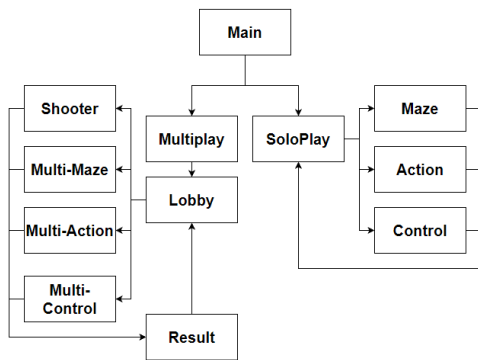 Main
Shooter
Multi-Maze
Multi-Action
Multi-
Control
Multiplay
Lobby
Result
SoloPlay
Maze
Action
Control